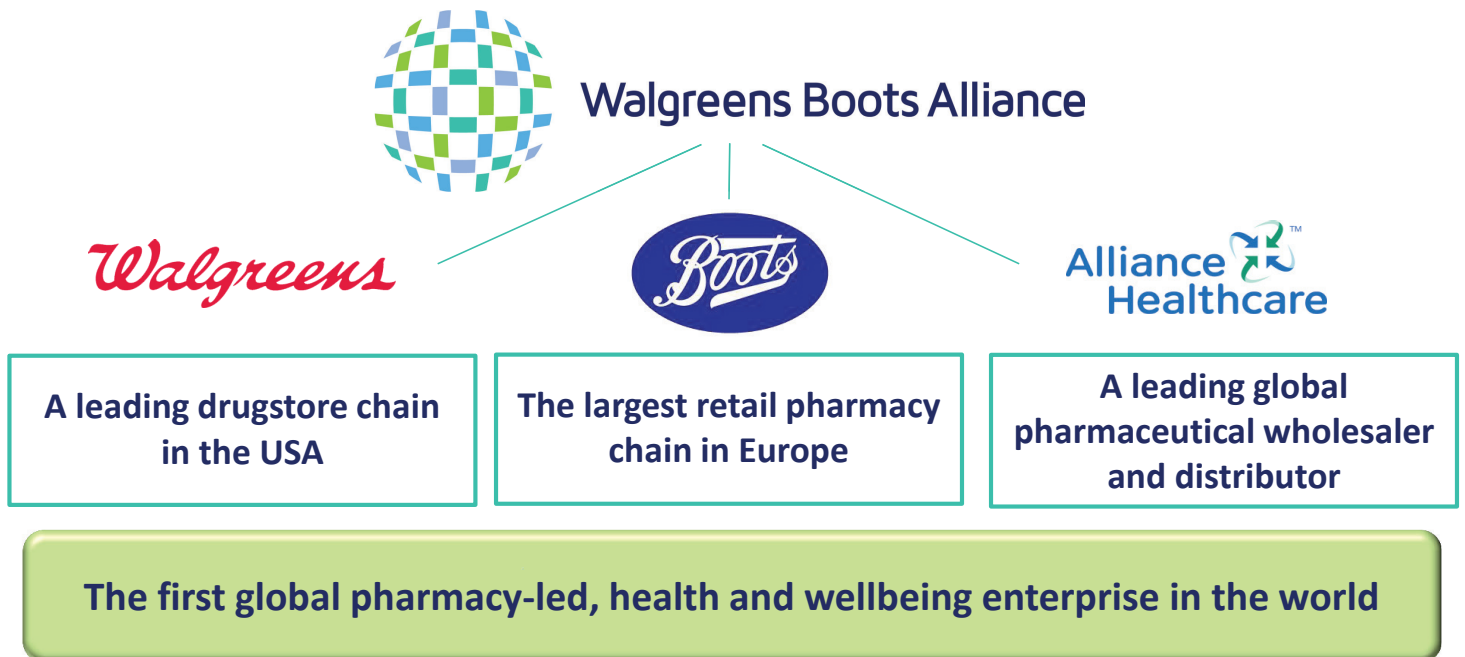 Walgreens Boots Alliance
Walgreens
Boots
Alliance
Healthcare
TM
A leading drugstore chain
in the USA
The largest retail pharmacy
chain in Europe
A leading global
pharmaceutical wholesaler
and distributor
The first global pharmacy-led, health and wellbeing enterprise in the world